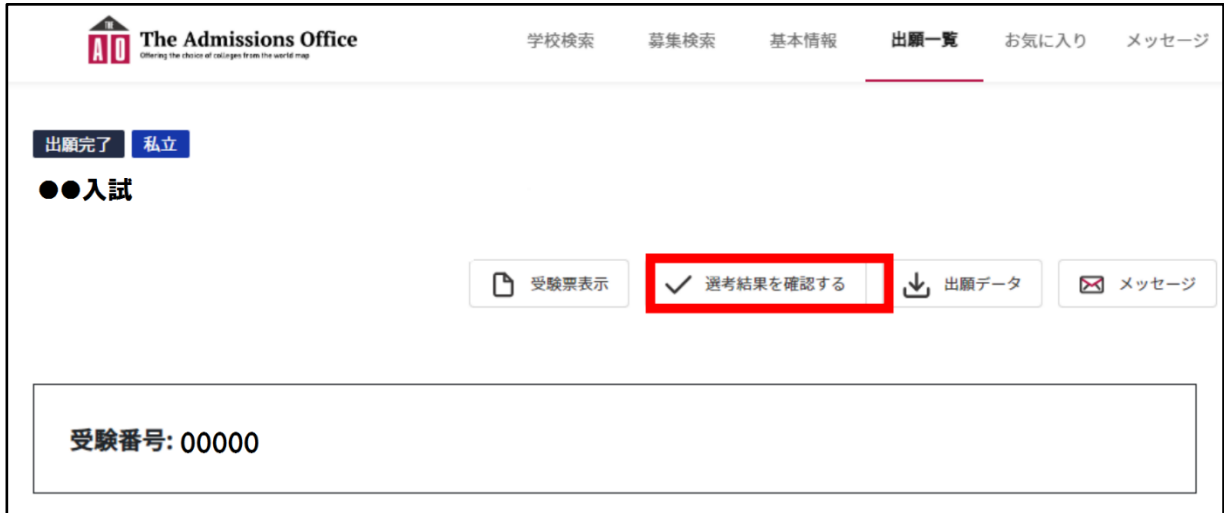 THE
AO
The Admissions Office
Offering the choice of colleges from the world map
学校検索 募集検索 基本情報 出願一覧 お気に入り メッセージ
出願完了 私立
●●入試
受験票表示 選考結果を確認する 出願データ メッセージ
受験番号: 00000